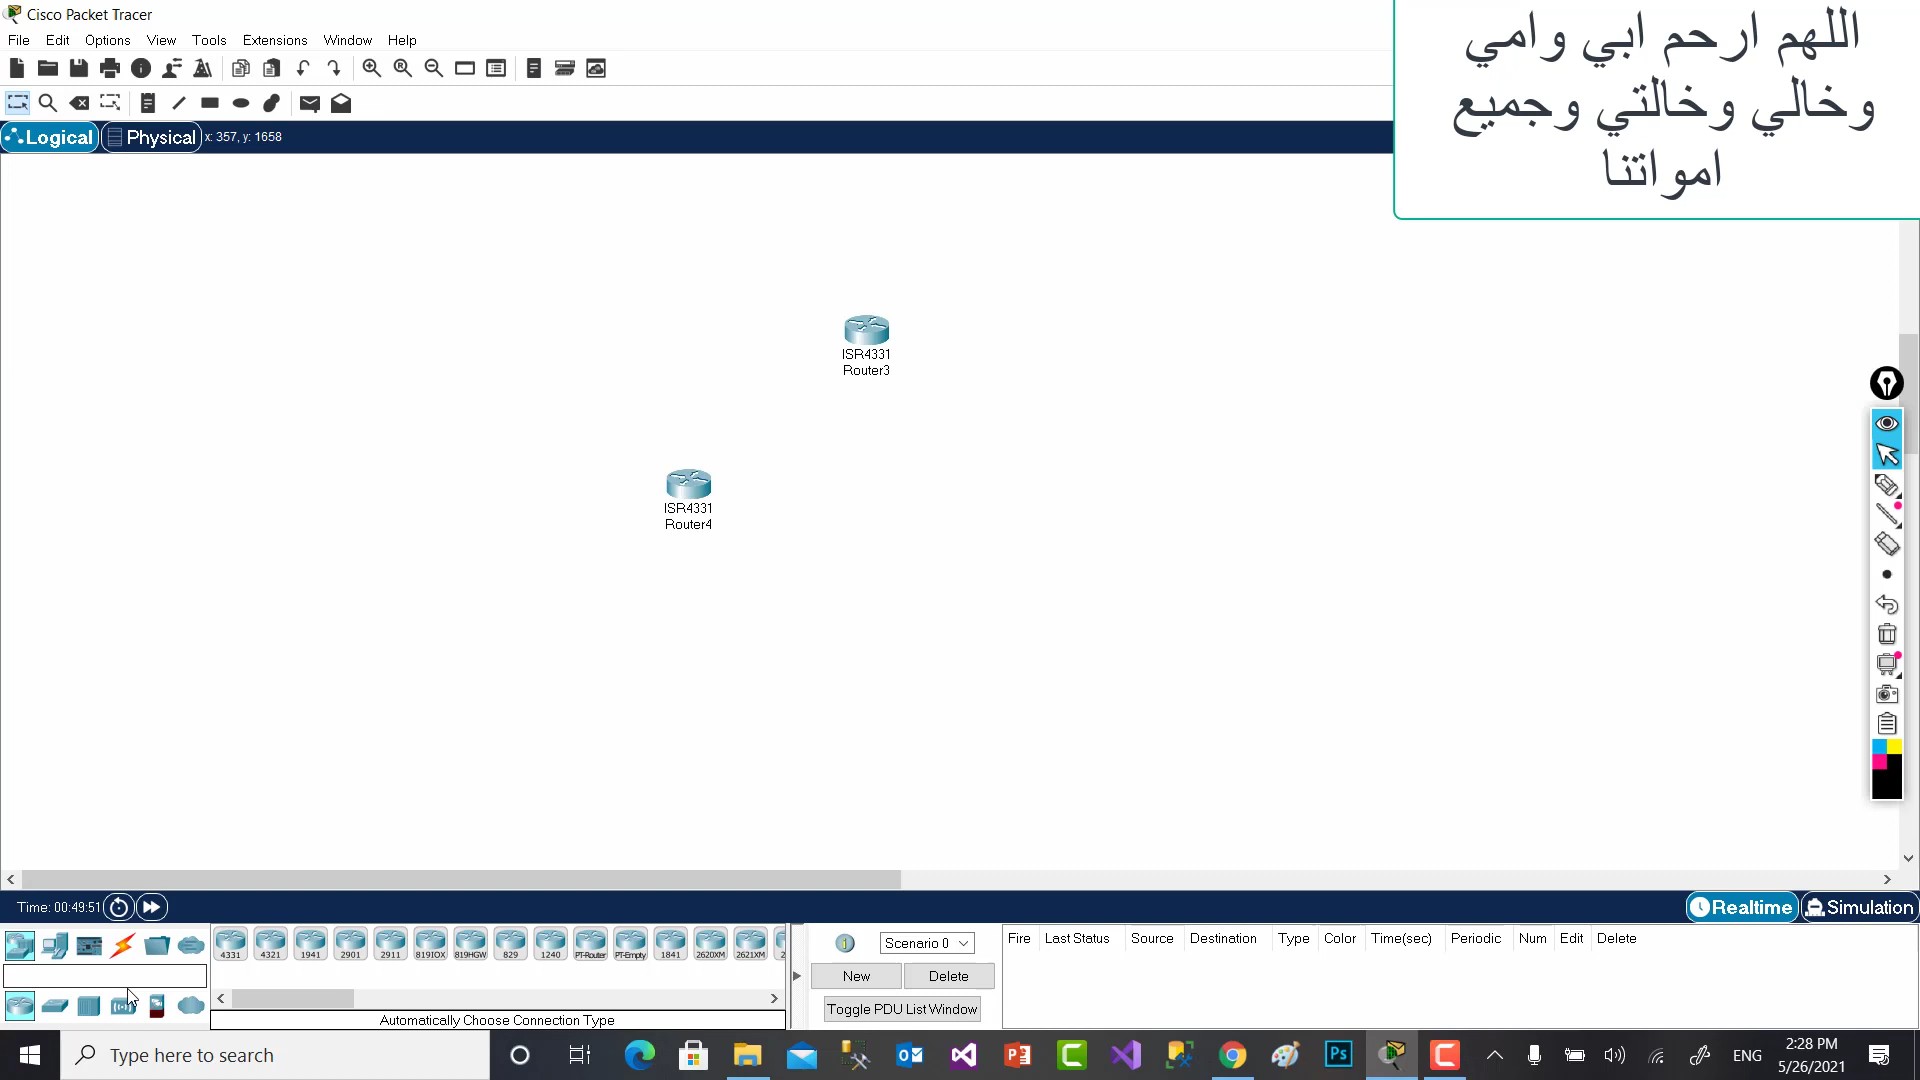 Cisco Packet Tracer
File Edit Options View Tools Extensions Window Help
اللهم ارحم ابي وامي
وخالي وخالتي وجميع
امواتنا
Logical Physical x: 357, y: 1658
ISR4331
Router3
ISR4331
Router4
Time: 00:49:51
Realtime Simulation
4331 4321 1941 2901 2911 819IOX 819HGW 829 1240 PT-Router PT-Empty 1841 2620XM 2621XM 2
Automatically Choose Connection Type
Scenario 0
New Delete
Toggle PDU List Window
Fire Last Status Source Destination Type Color Time(sec) Periodic Num Edit Delete
Type here to search
ENG
2:28 PM
5/26/2021